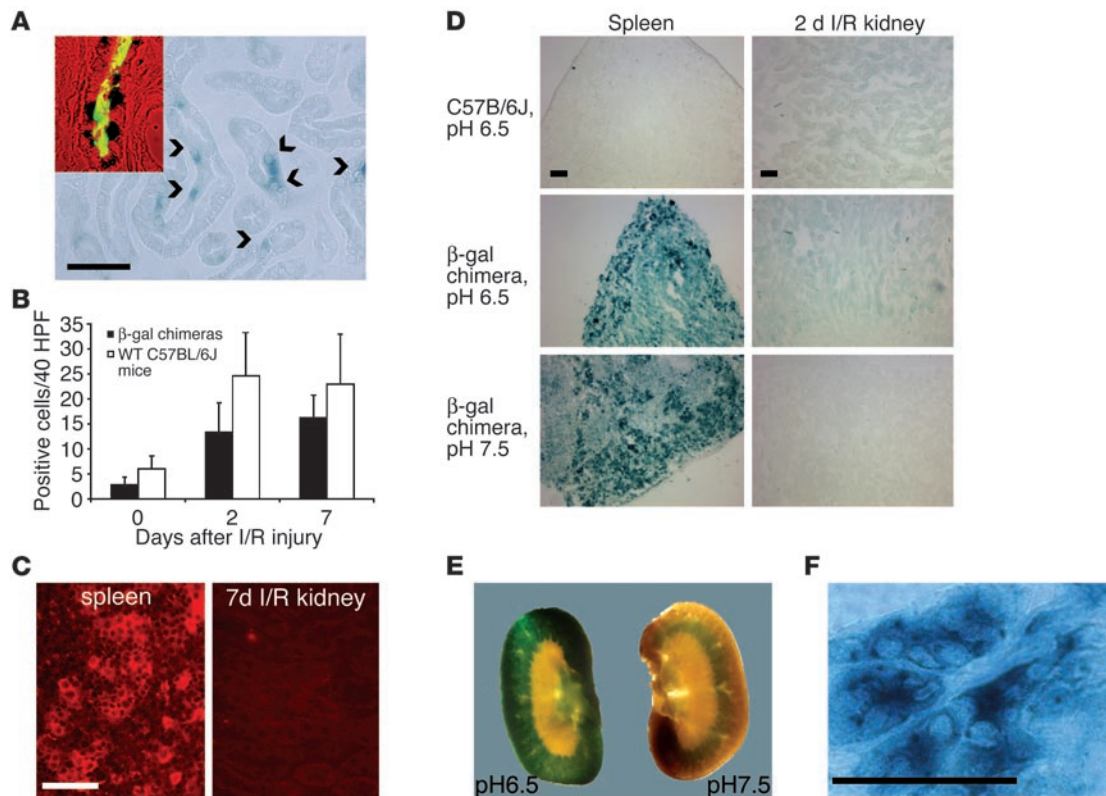 A
B
Positive cells/40 HPF
35
30
25
20
15
10
5
0
β-gal chimeras
WT C57BL/6J
mice
0 2 7
Days after I/R injury
C
spleen
7d I/R kidney
D
Spleen
2 d I/R kidney
C57B/6J,
pH 6.5
β-gal
chimera,
pH 6.5
β-gal
chimera,
pH 7.5
E
pH6.5
pH7.5
F